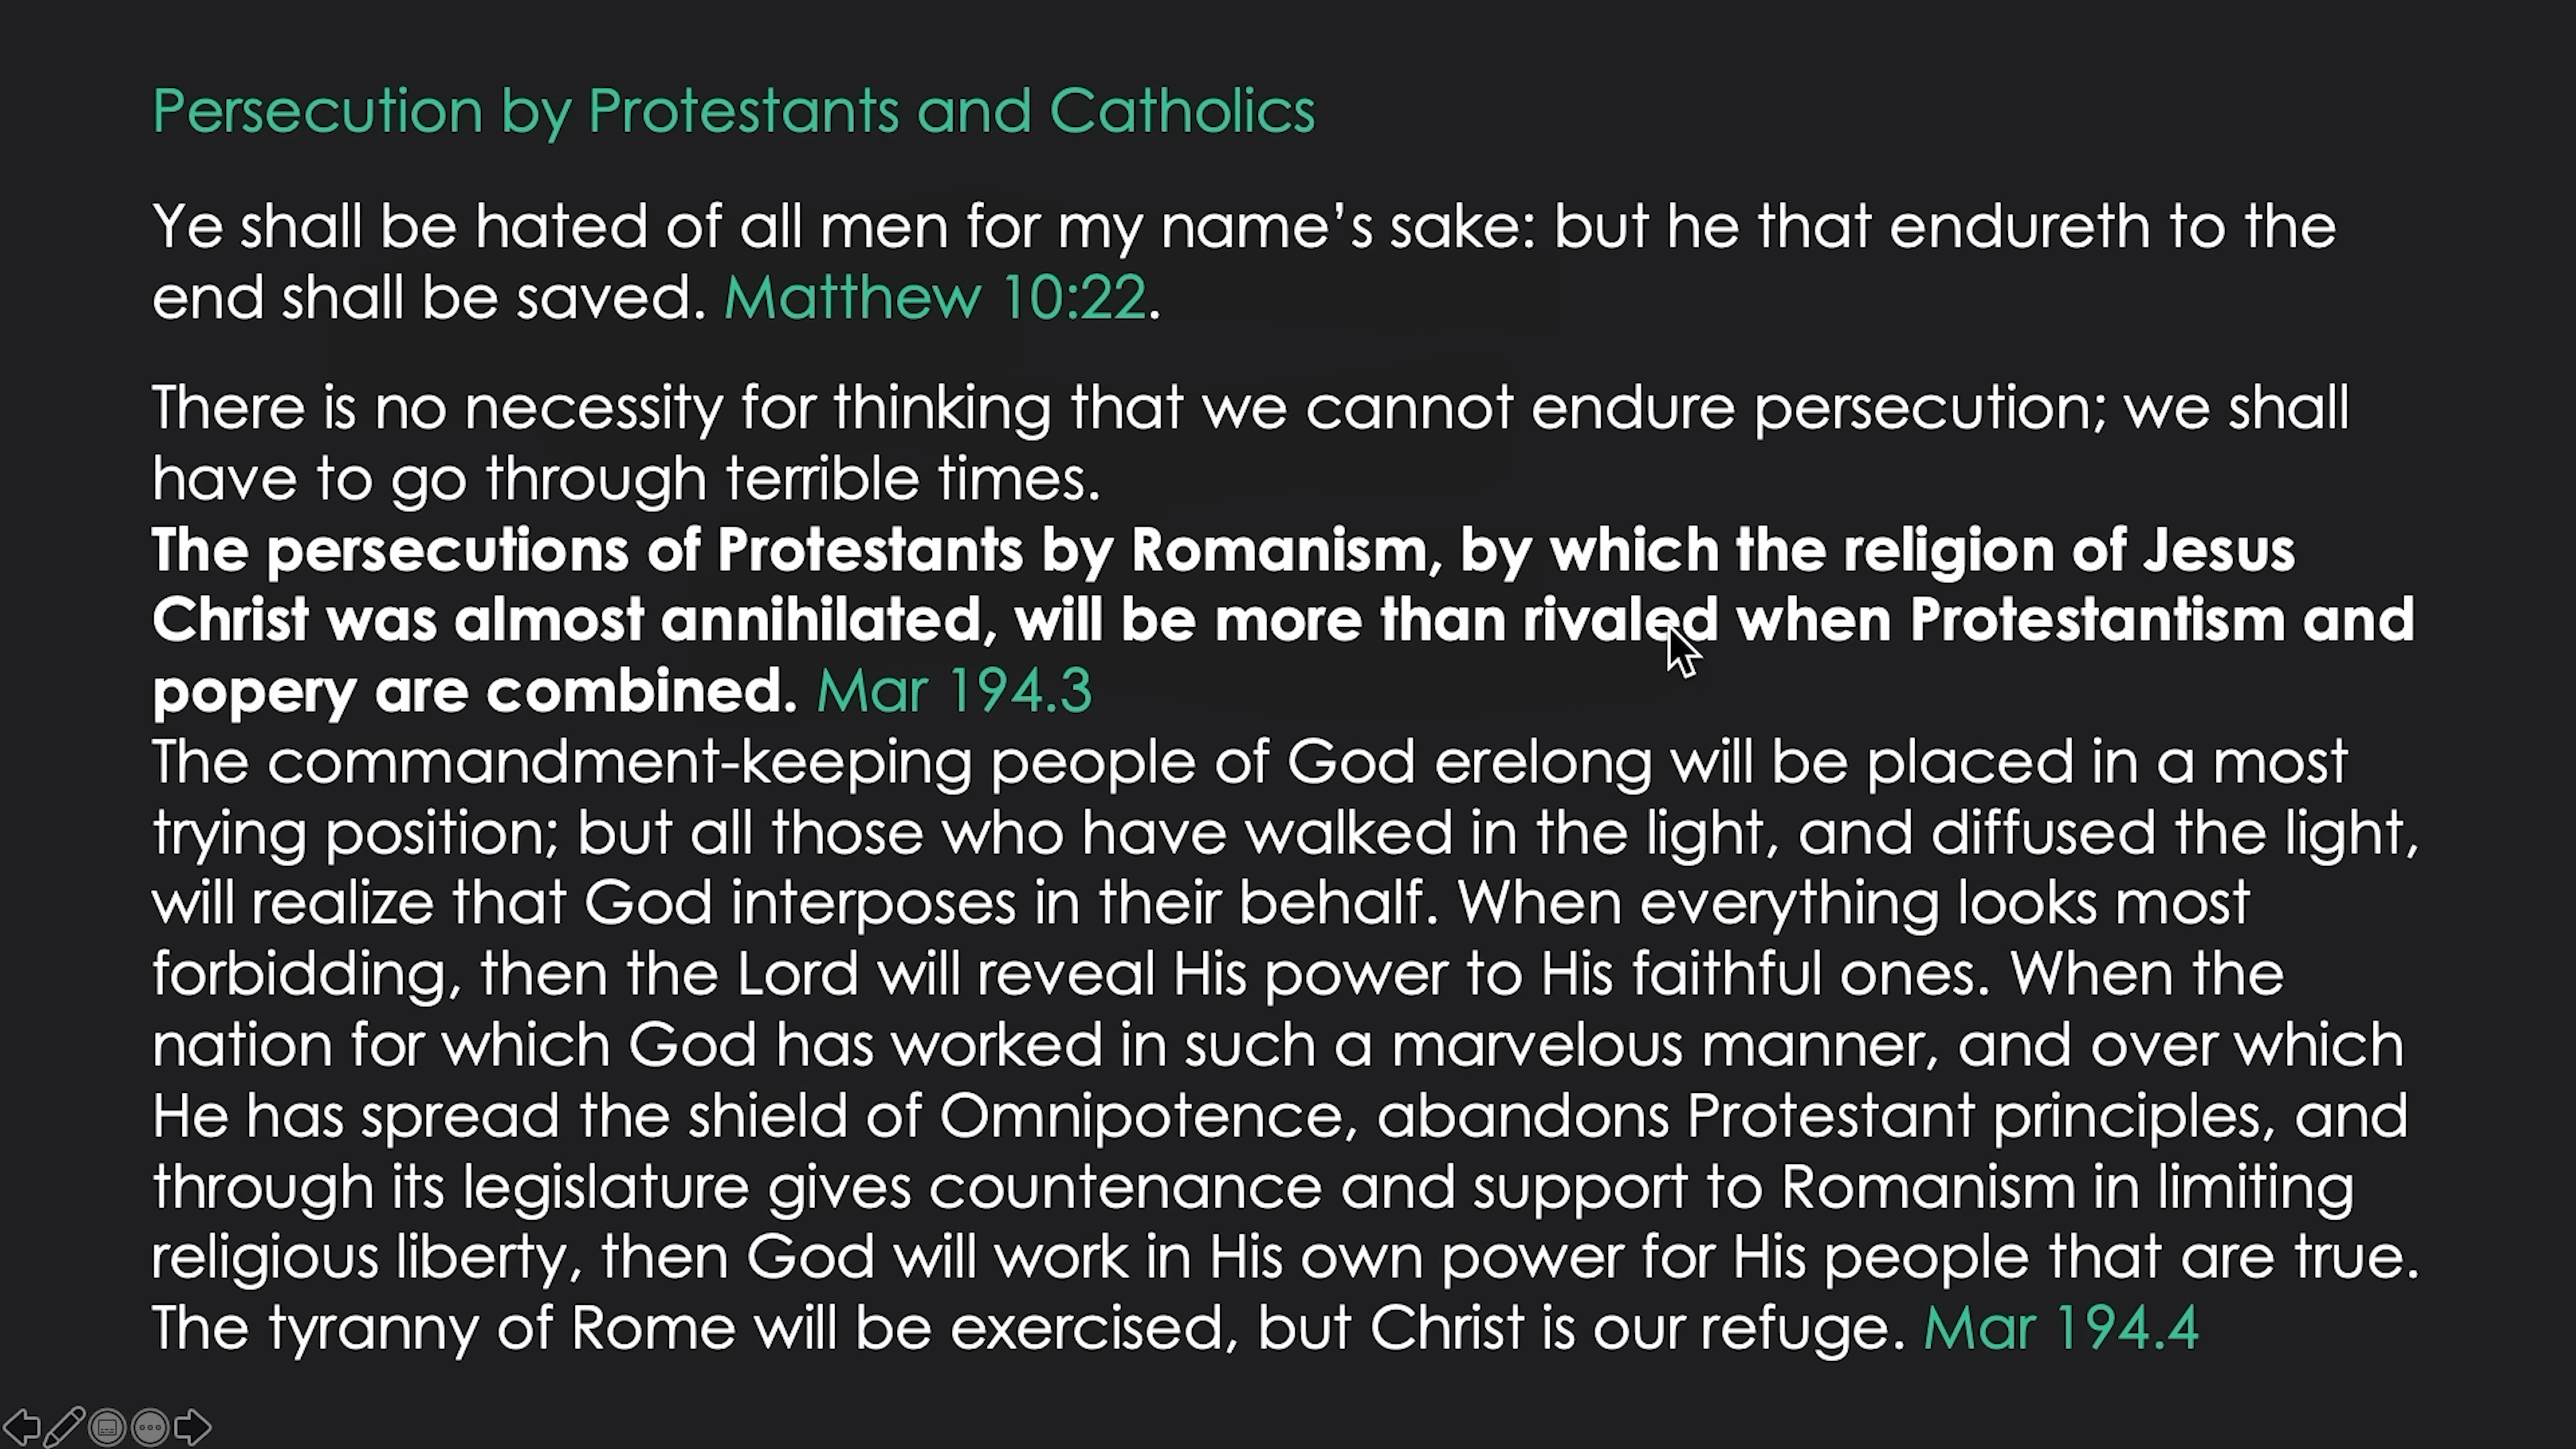 Persecution by Protestants and Catholics
Ye shall be hated of all men for my name’s sake: but he that endureth to the
end shall be saved. Matthew 10:22.
There is no necessity for thinking that we cannot endure persecution; we shall
have to go through terrible times.
The persecutions of Protestants by Romanism, by which the religion of Jesus
Christ was almost annihilated, will be more than rivaled when Protestantism and
popery are combined. Mar 194.3
The commandment-keeping people of God erelong will be placed in a most
trying position; but all those who have walked in the light, and diffused the light,
will realize that God interposes in their behalf. When everything looks most
forbidding, then the Lord will reveal His power to His faithful ones. When the
nation for which God has worked in such a marvelous manner, and over which
He has spread the shield of Omnipotence, abandons Protestant principles, and
through its legislature gives countenance and support to Romanism in limiting
religious liberty, then God will work in His own power for His people that are true.
The tyranny of Rome will be exercised, but Christ is our refuge. Mar 194.4